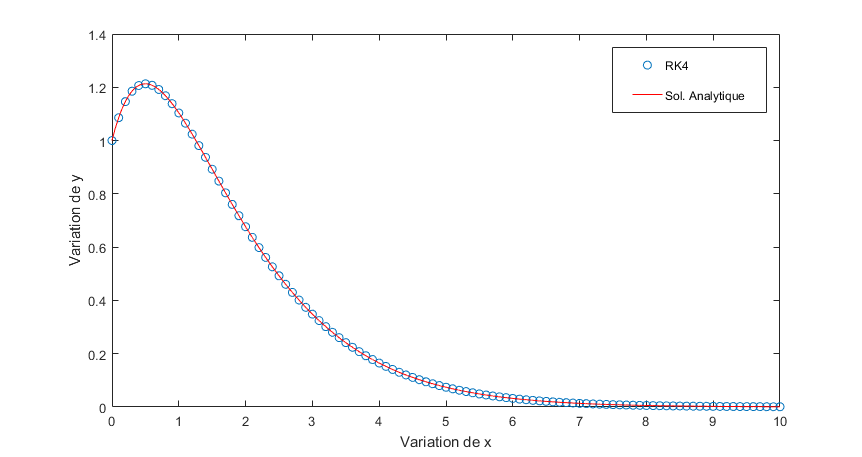 1.4
1.2
1
0.8
0.6
0.4
0.2
0
Variation de y
RK4
Sol. Analytique
0 1 2 3 4 5 6 7 8 9 10
Variation de x